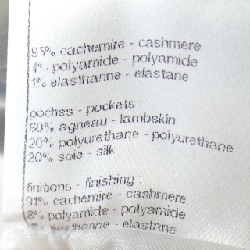 95% cachemire - cashmere
4% polyamide - polyamide
1% elasthanne - elastane
poches - pockets
60% agneau - lambskin
20% polyurethane - polyurethane
20% soie - silk
finitions - finishing :
91% cachemire - cashmere
8% polyamide - polyamide
elasthanne - elastane